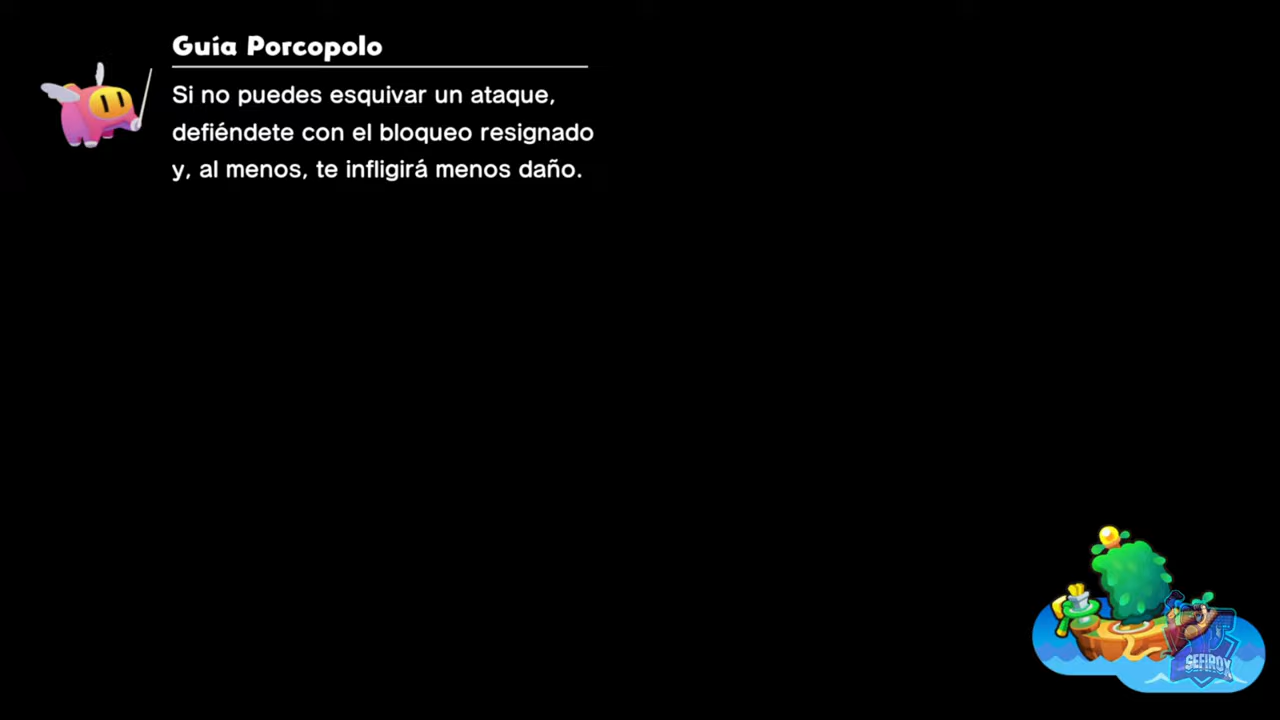 Guía Porcopolo
Si no puedes esquivar un ataque,
defiéndete con el bloqueo resignado
y, al menos, te infligirá menos daño.
SEFIROX